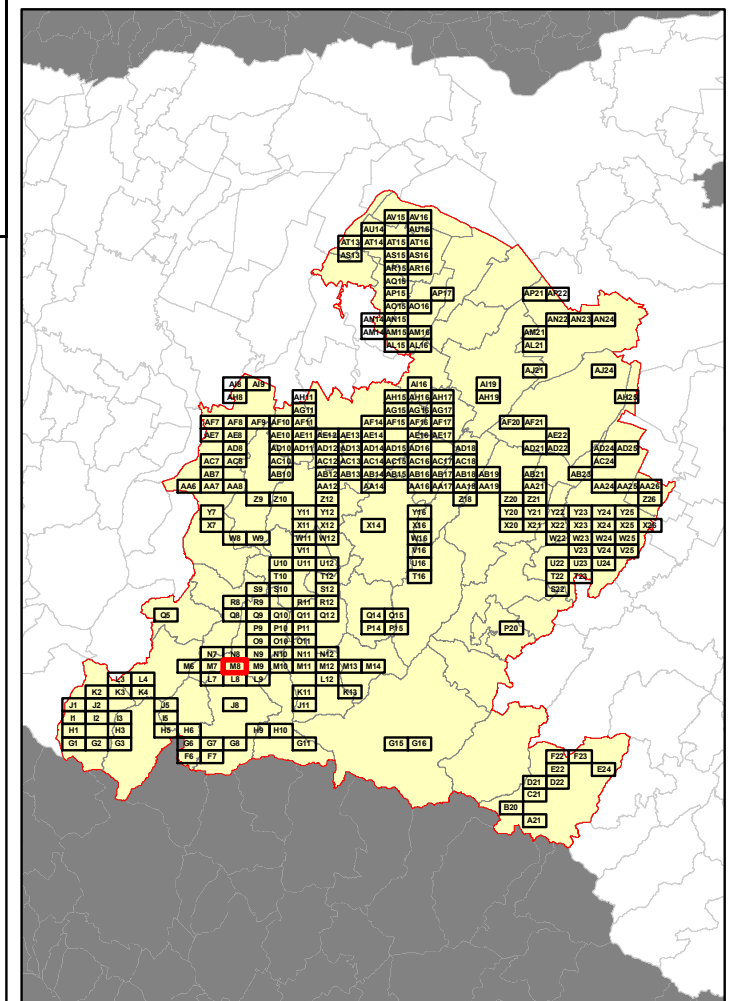 AV15 AV16
AU14 AU16
AT13 AT14 AT15 AT16
AS13 AS15 AS16
AR15 AR16
AQ15
AP15 AP17 AP21 AP22
AO15 AO16
AN14 AN15 AN22 AN23 AN24
AM14 AM15 AM16 AM21
AL15 AL16 AL21
AJ21 AJ24
AI8 AI9 AI16 AI19
AH8 AH11 AH15 AH16 AH17 AH19 AH25
AG11 AG15 AG16 AG17
AF7 AF8 AF9 AF10 AF11 AF14 AF15 AF16 AF17 AF20 AF21
AE7 AE8 AE10 AE11 AE12 AE13 AE14 AE16 AE17 AE22
AD8 AD10 AD11 AD12 AD13 AD14 AD15 AD16 AD18 AD21 AD22 AD24 AD25
AC7 AC8 AC10 AC12 AC13 AC14 AC15 AC16 AC17 AC18 AC24
AB7 AB10 AB12 AB13 AB14 AB15 AB16 AB17 AB18 AB19 AB21 AB23
AA6 AA7 AA8 AA12 AA14 AA16 AA17 AA18 AA19 AA21 AA24 AA25 AA26
Z9 Z10 Z12 Z18 Z20 Z21 Z26
Y7 Y11 Y12 Y16 Y20 Y21 Y22 Y23 Y24 Y25
X7 X11 X12 X14 X16 X20 X21 X22 X23 X24 X25 X26
W8 W9 W11 W12 W16 W22 W23 W24 W25
V11 V16 V23 V24 V25
U10 U11 U12 U16 U22 U23 U24
T10 T12 T16 T22 T23
S9 S10 S12 S22
R8 R9 R11 R12
Q5 Q8 Q9 Q10 Q11 Q12 Q14 Q15
P9 P10 P11 P14 P15 P20
O9 O10 O11
N7 N8 N9 N10 N11 N12
M6 M7 M8 M9 M10 M11 M12 M13 M14
L3 L4 L7 L8 L9 L12
K2 K3 K4 K11 K13
J1 J2 J5 J8 J11
I1 I2 I3 I5
H1 H3 H5 H6 H9 H10
G1 G2 G3 G6 G7 G8 G11 G15 G16
F6 F7 F22 F23
E22 E24
D21 D22
C21
B20
A21